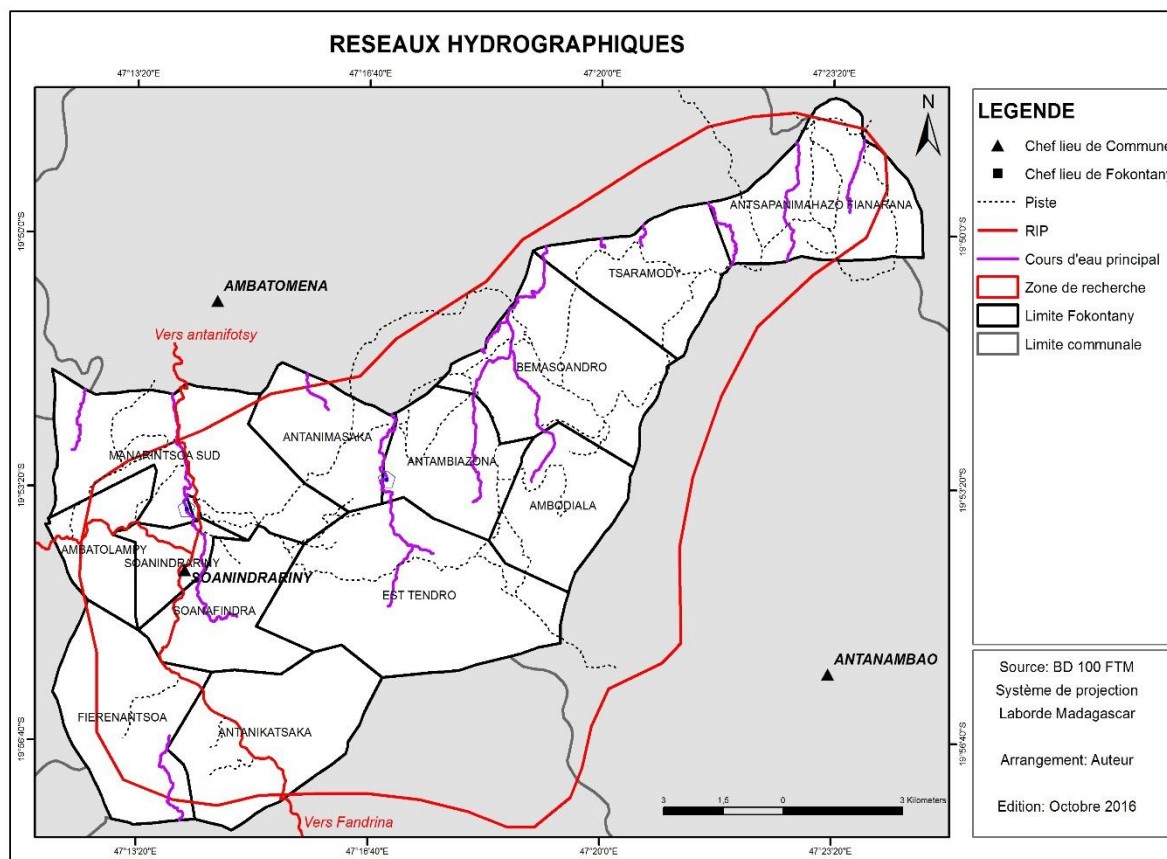 RESEAUX HYDROGRAPHIQUES
47°13'20"E
47°16'40"E
47°20'0"E
47°23'20"E
19°50'0"S
19°53'20"S
19°56'40"S
19°50'0"S
19°53'20"S
19°56'40"S
47°13'20"E
47°16'40"E
47°20'0"E
47°23'20"E
N
ANTSAPANIMAHAZO FIANARANA
TSARAMODY
AMBATOMENA
Vers antanifotsy
BEMASOANDRO
ANTANIMASAKA
MANARINTSOA SUD
ANTAMBIAZONA
AMBODIALA
AMBATOLAMPY
SOANINDRARINY
SOANINDRARINY
SOANAFINDRA
EST TENDRO
ANTANAMBAO
FIERENANTSOA
ANTANIKATSAKA
Vers Fandrina
3 1,5 0 3 Kilometers
LEGENDE
Chef lieu de Commune
Chef lieu de Fokontany
Piste
RIP
Cours d'eau principal
Zone de recherche
Limite Fokontany
Limite communale
Source: BD 100 FTM
Système de projection
Laborde Madagascar
Arrangement: Auteur
Edition: Octobre 2016